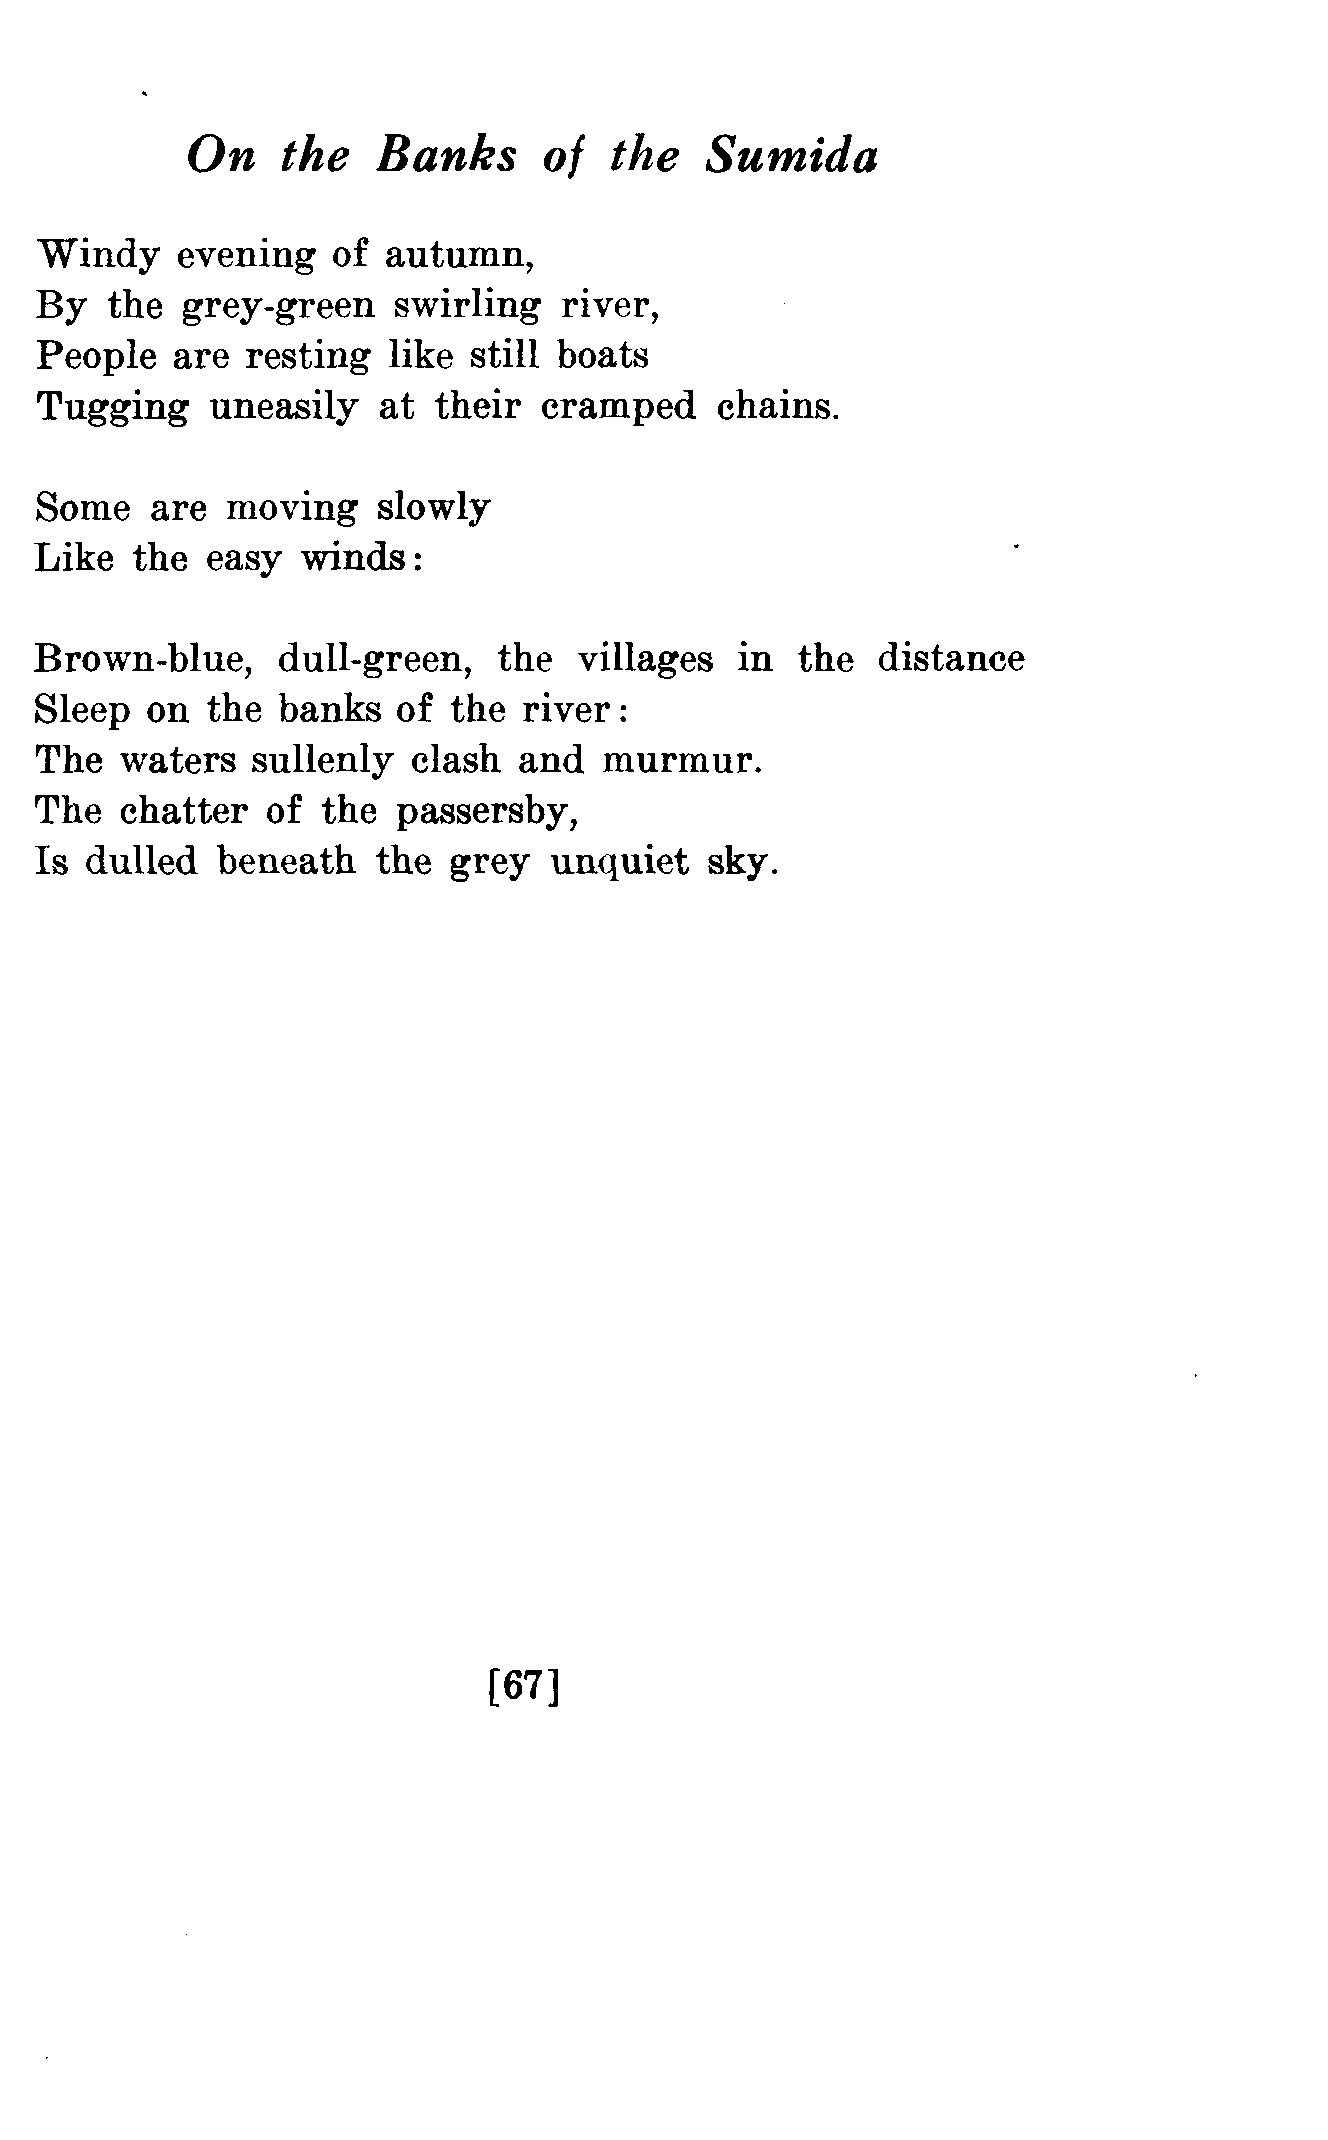 On the Banks of the Sumida
Windy evening of autumn,
By the grey-green swirling river,
People are resting like still boats
Tugging uneasily at their cramped chains.
Some are moving slowly
Like the easy winds:
Brown-blue, dull-green, the villages in the distance
Sleep on the banks of the river:
The waters sullenly clash and murmur.
The chatter of the passersby,
Is dulled beneath the grey unquiet sky.
[67]